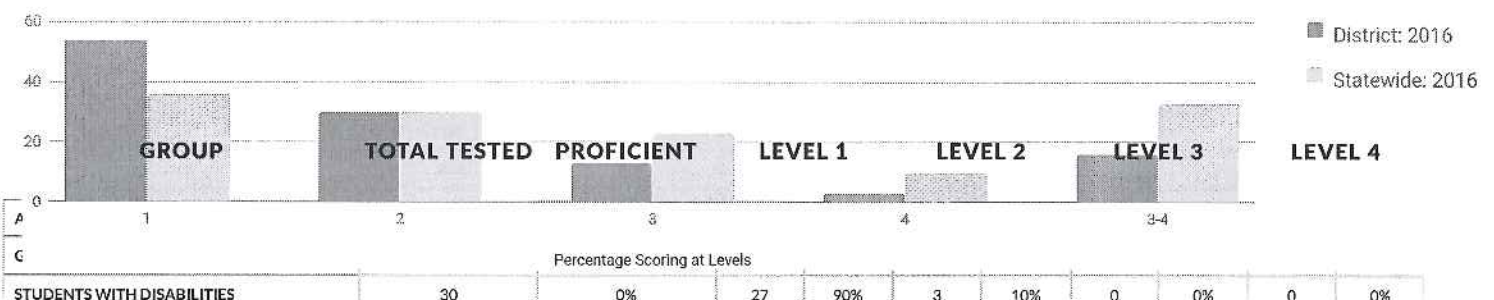 60
District: 2016
40
Statewide: 2016
20
GROUP TOTAL TESTED PROFICIENT LEVEL 1 LEVEL 2 LEVEL 3 LEVEL 4
0
1 2 3 4 3-4
Percentage Scoring at Levels
STUDENTS WITH DISABILITIES 30 0% 27 90% 3 10% 0 0% 0 0%